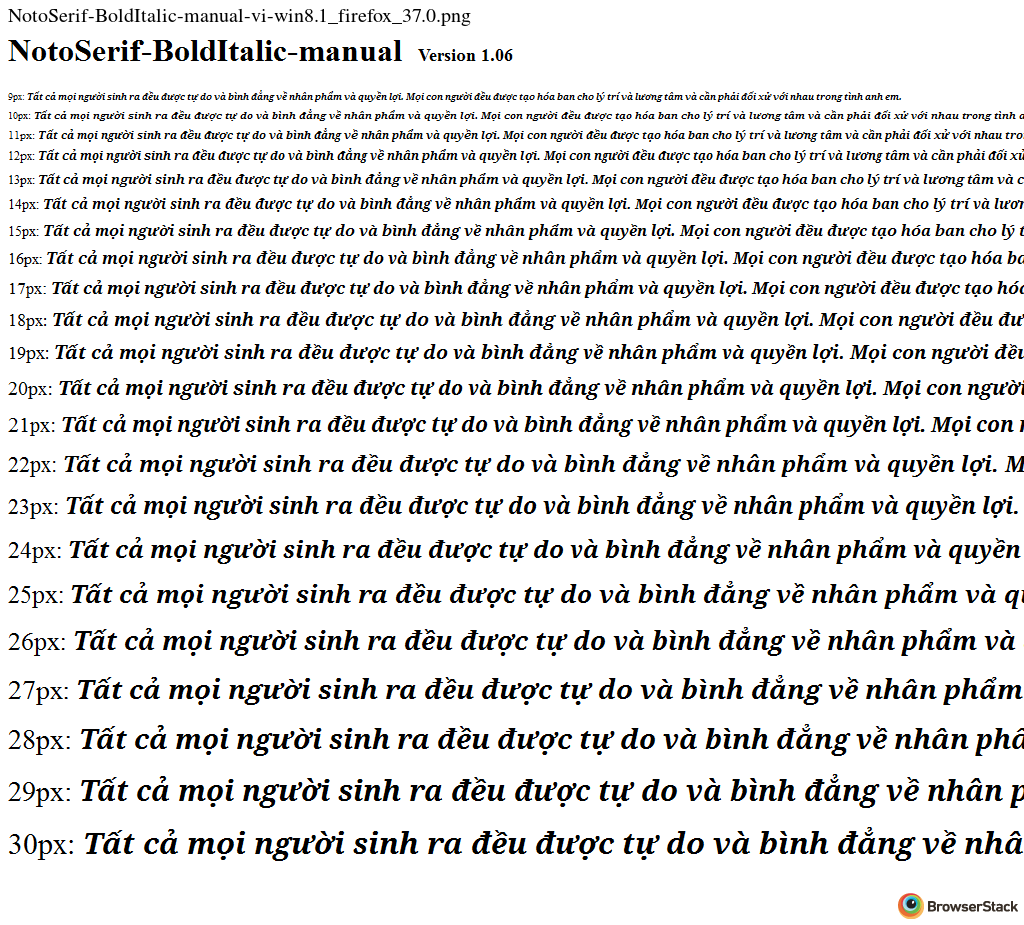 NotoSerif-BoldItalic-manual-vi-win8.1_firefox_37.0.png
NotoSerif-BoldItalic-manual Version 1.06
9px: Tất cả mọi người sinh ra đều được tự do và bình đẳng về nhân phẩm và quyền lợi. Mọi con người đều được tạo hóa ban cho lý trí và lương tâm và cần phải đối xử với nhau trong tình anh em.
10px: Tất cả mọi người sinh ra đều được tự do và bình đẳng về nhân phẩm và quyền lợi. Mọi con người đều được tạo hóa ban cho lý trí và lương tâm và cần phải đối xử với nhau trong tình a
11px: Tất cả mọi người sinh ra đều được tự do và bình đẳng về nhân phẩm và quyền lợi. Mọi con người đều được tạo hóa ban cho lý trí và lương tâm và cần phải đối xử với nhau tro
12px: Tất cả mọi người sinh ra đều được tự do và bình đẳng về nhân phẩm và quyền lợi. Mọi con người đều được tạo hóa ban cho lý trí và lương tâm và cần phải đối xử
13px: Tất cả mọi người sinh ra đều được tự do và bình đẳng về nhân phẩm và quyền lợi. Mọi con người đều được tạo hóa ban cho lý trí và lương tâm và c
14px: Tất cả mọi người sinh ra đều được tự do và bình đẳng về nhân phẩm và quyền lợi. Mọi con người đều được tạo hóa ban cho lý trí và lươn
15px: Tất cả mọi người sinh ra đều được tự do và bình đẳng về nhân phẩm và quyền lợi. Mọi con người đều được tạo hóa ban cho lý t
16px: Tất cả mọi người sinh ra đều được tự do và bình đẳng về nhân phẩm và quyền lợi. Mọi con người đều được tạo hóa ba
17px: Tất cả mọi người sinh ra đều được tự do và bình đẳng về nhân phẩm và quyền lợi. Mọi con người đều được tạo hóa
18px: Tất cả mọi người sinh ra đều được tự do và bình đẳng về nhân phẩm và quyền lợi. Mọi con người đều đư
19px: Tất cả mọi người sinh ra đều được tự do và bình đẳng về nhân phẩm và quyền lợi. Mọi con người đều
20px: Tất cả mọi người sinh ra đều được tự do và bình đẳng về nhân phẩm và quyền lợi. Mọi con người
21px: Tất cả mọi người sinh ra đều được tự do và bình đẳng về nhân phẩm và quyền lợi. Mọi con n
22px: Tất cả mọi người sinh ra đều được tự do và bình đẳng về nhân phẩm và quyền lợi. M
23px: Tất cả mọi người sinh ra đều được tự do và bình đẳng về nhân phẩm và quyền lợi.
24px: Tất cả mọi người sinh ra đều được tự do và bình đẳng về nhân phẩm và quyền
25px: Tất cả mọi người sinh ra đều được tự do và bình đẳng về nhân phẩm và qu
26px: Tất cả mọi người sinh ra đều được tự do và bình đẳng về nhân phẩm và
27px: Tất cả mọi người sinh ra đều được tự do và bình đẳng về nhân phẩm
28px: Tất cả mọi người sinh ra đều được tự do và bình đẳng về nhân phẩ
29px: Tất cả mọi người sinh ra đều được tự do và bình đẳng về nhân p
30px: Tất cả mọi người sinh ra đều được tự do và bình đẳng về nhâ
BrowserStack